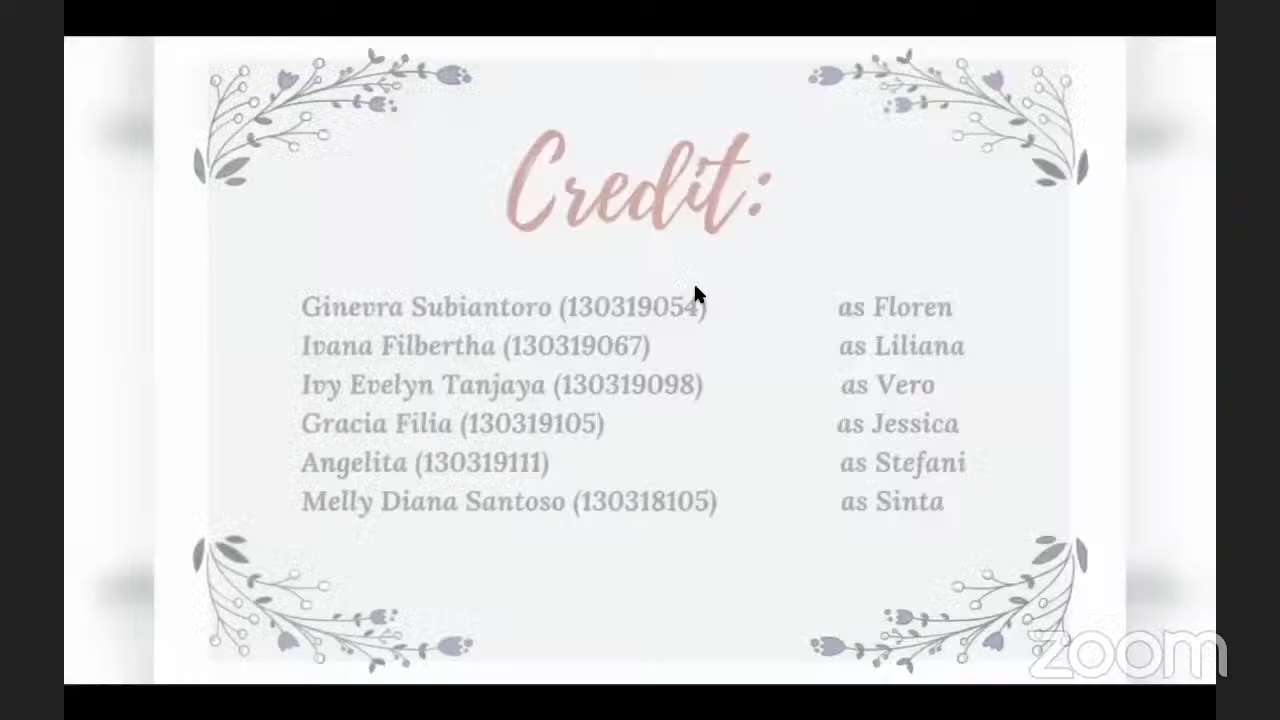 Credit:
Ginevra Subiantoro (130319054) as Floren
Ivana Filbertha (130319067) as Liliana
Ivy Evelyn Tanjaya (130319098) as Vero
Gracia Filia (130319105) as Jessica
Angelita (130319111) as Stefani
Melly Diana Santoso (130318105) as Sinta
zoom